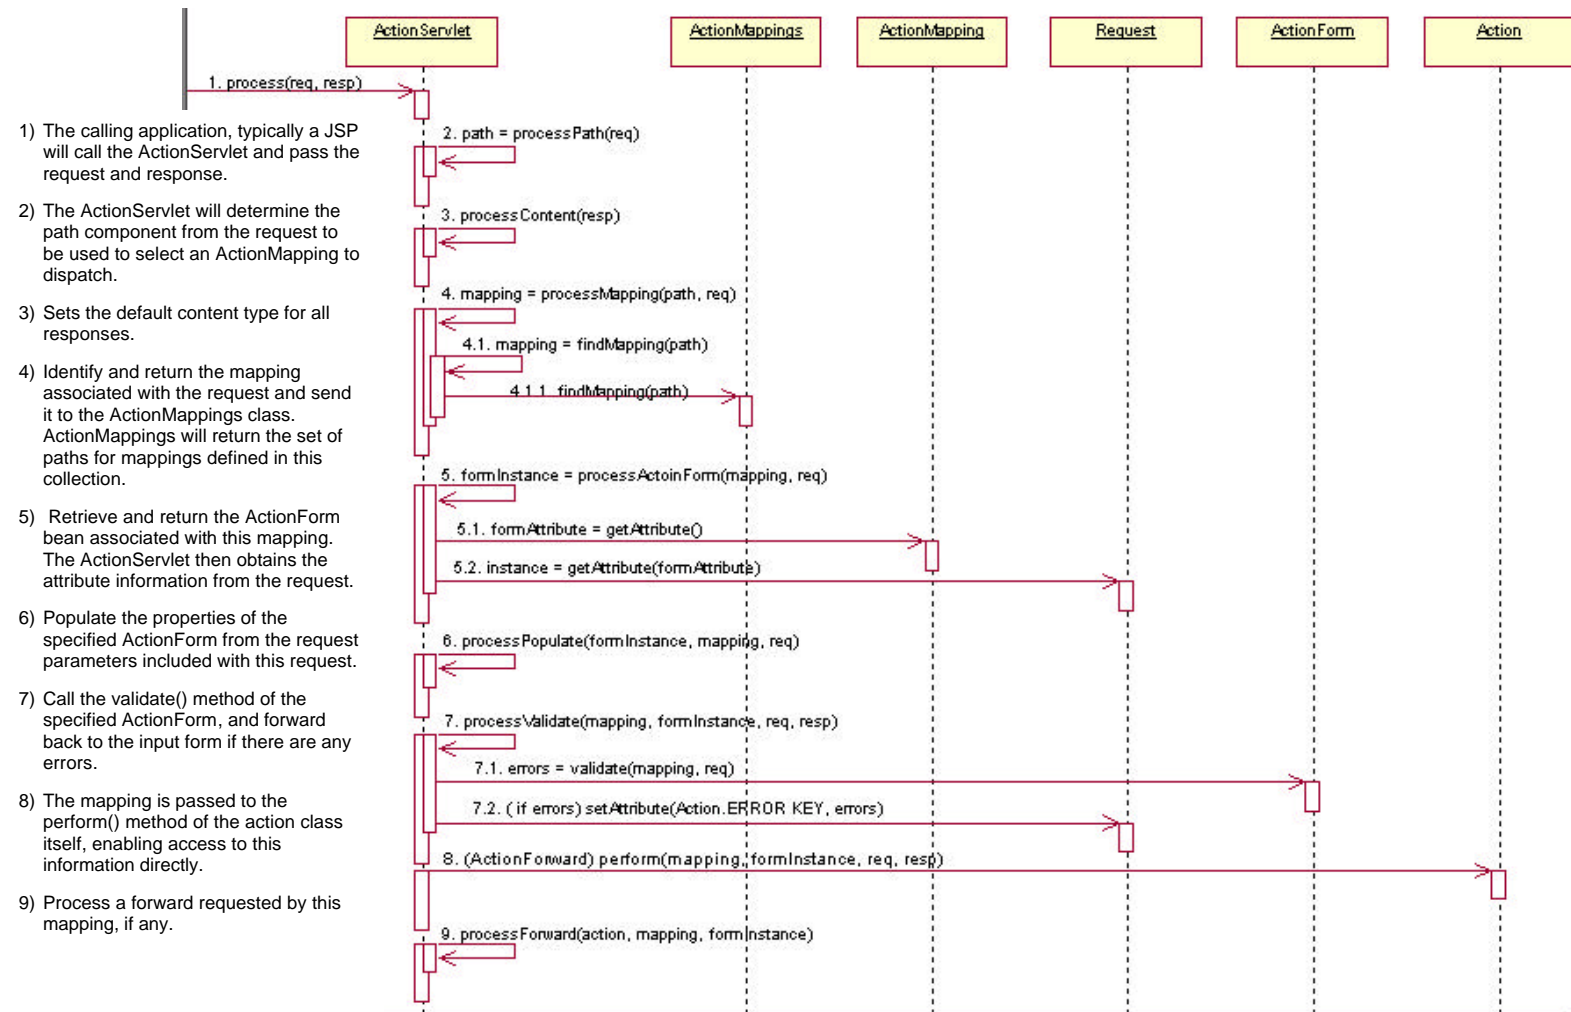 ActionServlet
ActionMappings
ActionMapping
Request
ActionForm
Action
1. process(req, resp)
1) The calling application, typically a JSP
will call the ActionServlet and pass the
request and response.
2) The ActionServlet will determine the
path component from the request to
be used to select an ActionMapping to
dispatch.
3) Sets the default content type for all
responses.
4) Identify and return the mapping
associated with the request and send
it to the ActionMappings class.
ActionMappings will return the set of
paths for mappings defined in this
collection.
5) Retrieve and return the ActionForm
bean associated with this mapping.
The ActionServlet then obtains the
attribute information from the request.
6) Populate the properties of the
specified ActionForm from the request
parameters included with this request.
7) Call the validate() method of the
specified ActionForm, and forward
back to the input form if there are any
errors.
8) The mapping is passed to the
perform() method of the action class
itself, enabling access to this
information directly.
9) Process a forward requested by this
mapping, if any.
2. path = processPath(req)
3. processContent(resp)
4. mapping = processMapping(path, req)
4.1. mapping = findMapping(path)
4.1.1. findMapping(path)
5. formInstance = processActoinForm(mapping, req)
5.1. formAttribute = getAttribute()
5.2. instance = getAttribute(formAttribute)
6. processPopulate(formInstance, mapping, req)
7. processValidate(mapping, formInstance, req, resp)
7.1. errors = validate(mapping, req)
7.2. ( if errors) setAttribute(Action.ERROR KEY, errors)
8. (ActionForward) perform(mapping, formInstance, req, resp)
9. processForward(action, mapping, formInstance)